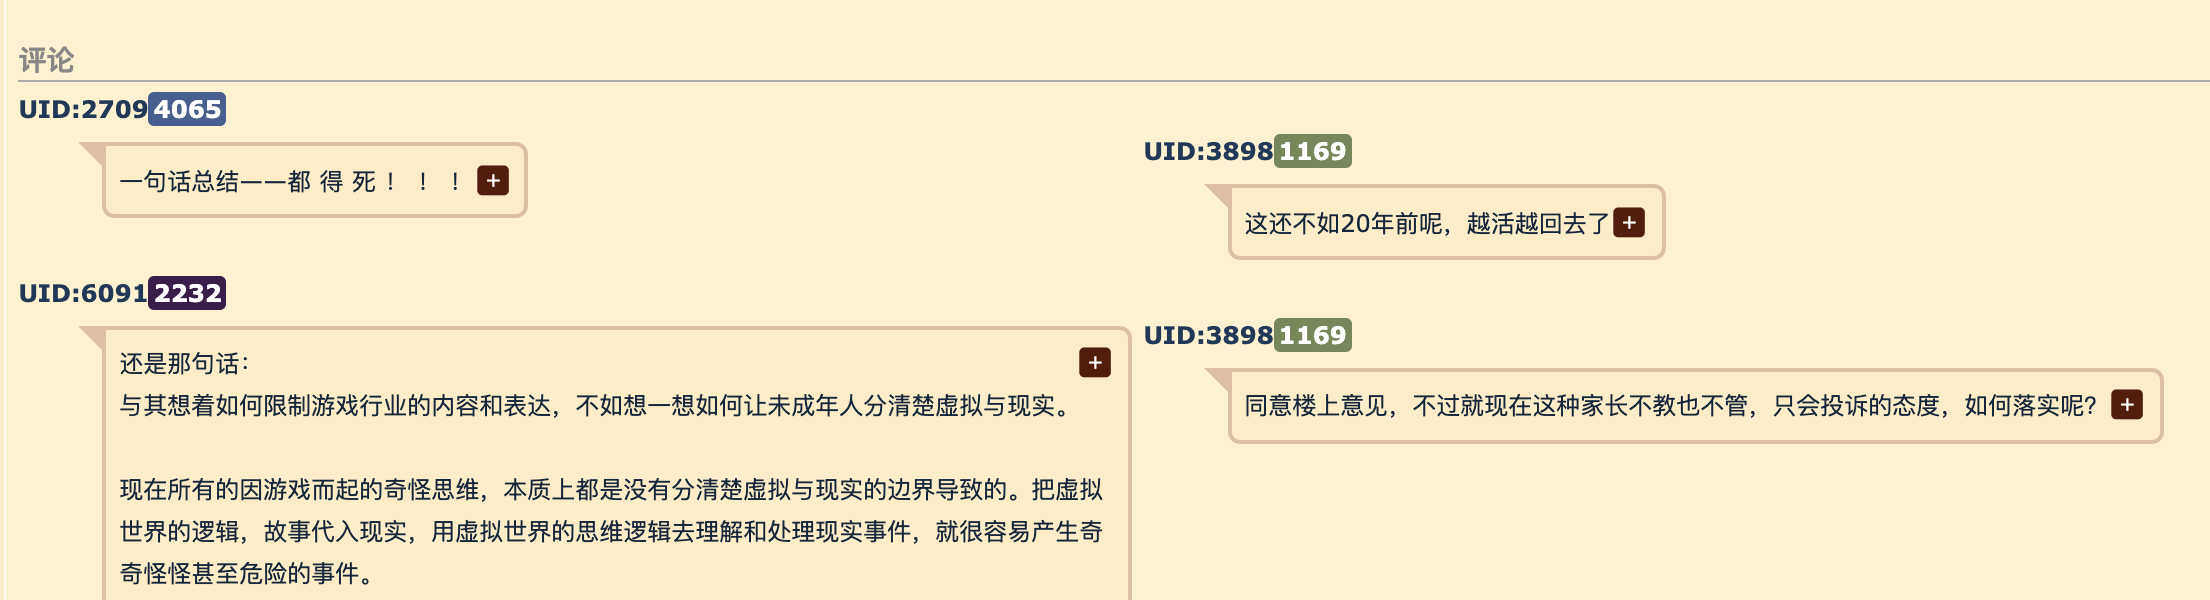 评论
UID:27094065
一句话总结——都 得 死 ！ ！ ！ +
UID:38981169
这还不如20年前呢，越活越回去了 +
UID:60912232
还是那句话： +
与其想着如何限制游戏行业的内容和表达，不如想一想如何让未成年人分清楚虚拟与现实。
现在所有的因游戏而起的奇怪思维，本质上都是没有分清楚虚拟与现实的边界导致的。把虚拟
世界的逻辑，故事代入现实，用虚拟世界的思维逻辑去理解和处理现实事件，就很容易产生奇
奇怪怪甚至危险的事件。
UID:38981169
同意楼上意见，不过就现在这种家长不教也不管，只会投诉的态度，如何落实呢？ +